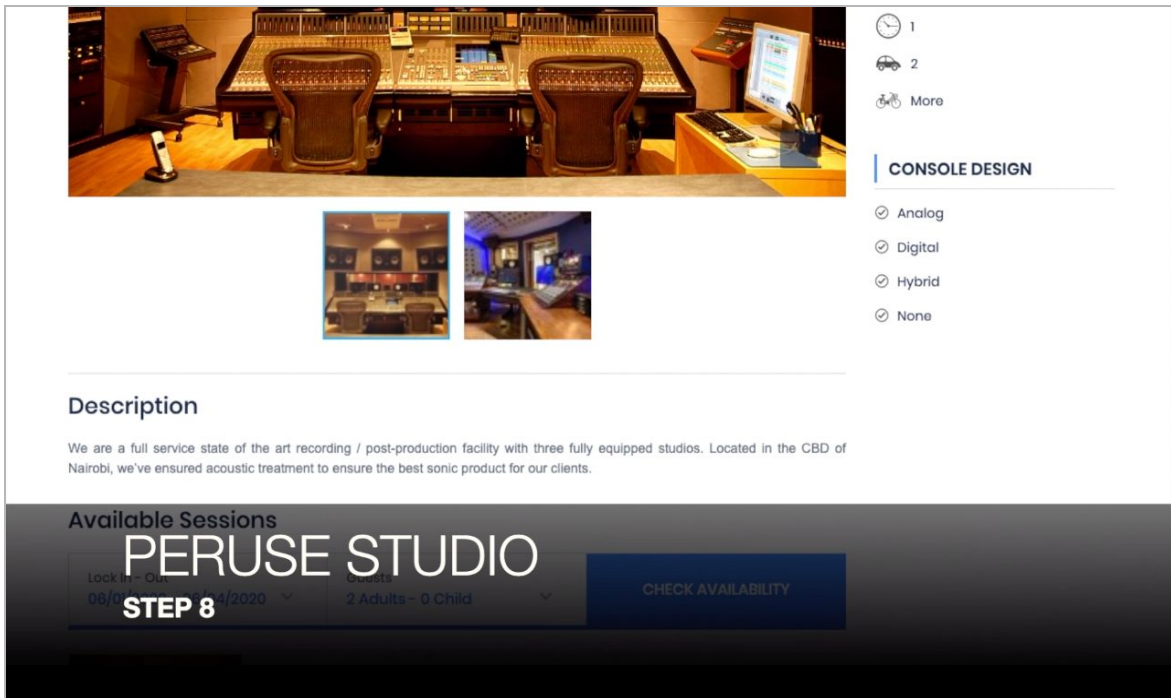 1
2
More
CONSOLE DESIGN
Analog
Digital
Hybrid
None
Description
We are a full service state of the art recording / post-production facility with three fully equipped studios. Located in the CBD of
Nairobi, we've ensured acoustic treatment to ensure the best sonic product for our clients.
Available Sessions
PERUSE STUDIO
Lock In - Out
Guests
2 Adults - 0 Child
CHECK AVAILABILITY
STEP 8